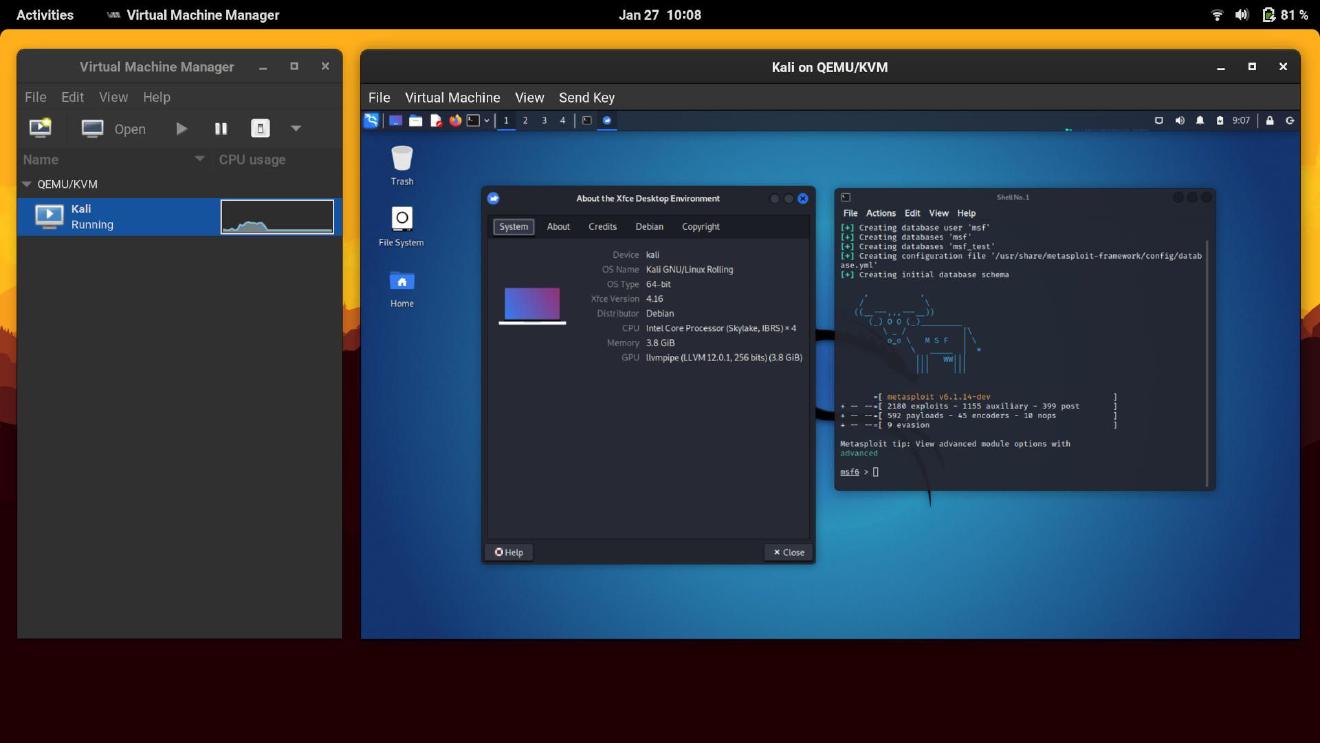 Activities Virtual Machine Manager Jan 27 10:08 81 %
Virtual Machine Manager
File Edit View Help
Open
Name CPU usage
QEMU/KVM
Kali
Running
Kali on QEMU/KVM
File Virtual Machine View Send Key
1 2 3 4 9:07
Trash
File System
Home
About the Xfce Desktop Environment
System About Credits Debian Copyright
Device kali
OS Name Kali GNU/Linux Rolling
OS Type 64-bit
Xfce Version 4.16
Distributor Debian
CPU Intel Core Processor (Skylake, IBRS) × 4
Memory 3.8 GiB
GPU llvmpipe (LLVM 12.0.1, 256 bits) (3.8 GiB)
Help Close
Shell No. 1
File Actions Edit View Help
[+] Creating database user 'msf'
[+] Creating databases 'msf'
[+] Creating databases 'msf_test'
[+] Creating configuration file '/usr/share/metasploit-framework/config/datab
ase.yml'
[+] Creating initial database schema
M S F
WW
=[ metasploit v6.1.14-dev ]
+ -- --=[ 2180 exploits - 1155 auxiliary - 399 post ]
+ -- --=[ 592 payloads - 45 encoders - 10 nops ]
+ -- --=[ 9 evasion ]
Metasploit tip: View advanced module options with
advanced
msf6 >